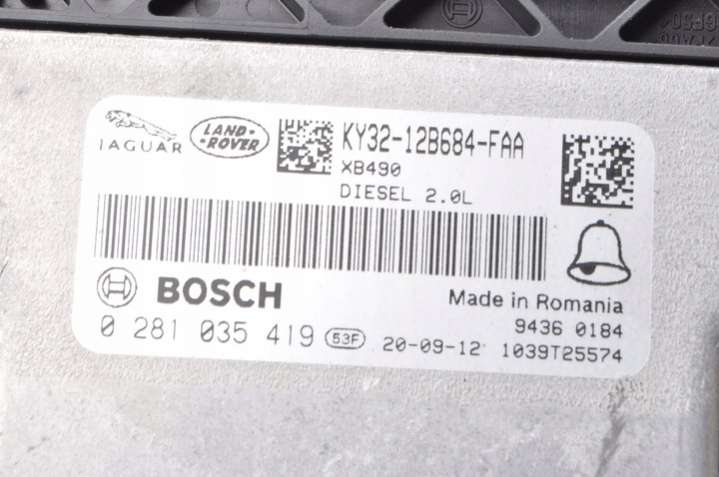 JAGUAR
LAND-
ROVER
KY32-12B684-FAA
XB490
DIESEL 2.0L
BOSCH
Made in Romania
9436 0184
0 281 035 419 53F 20-09-12 1039T25574